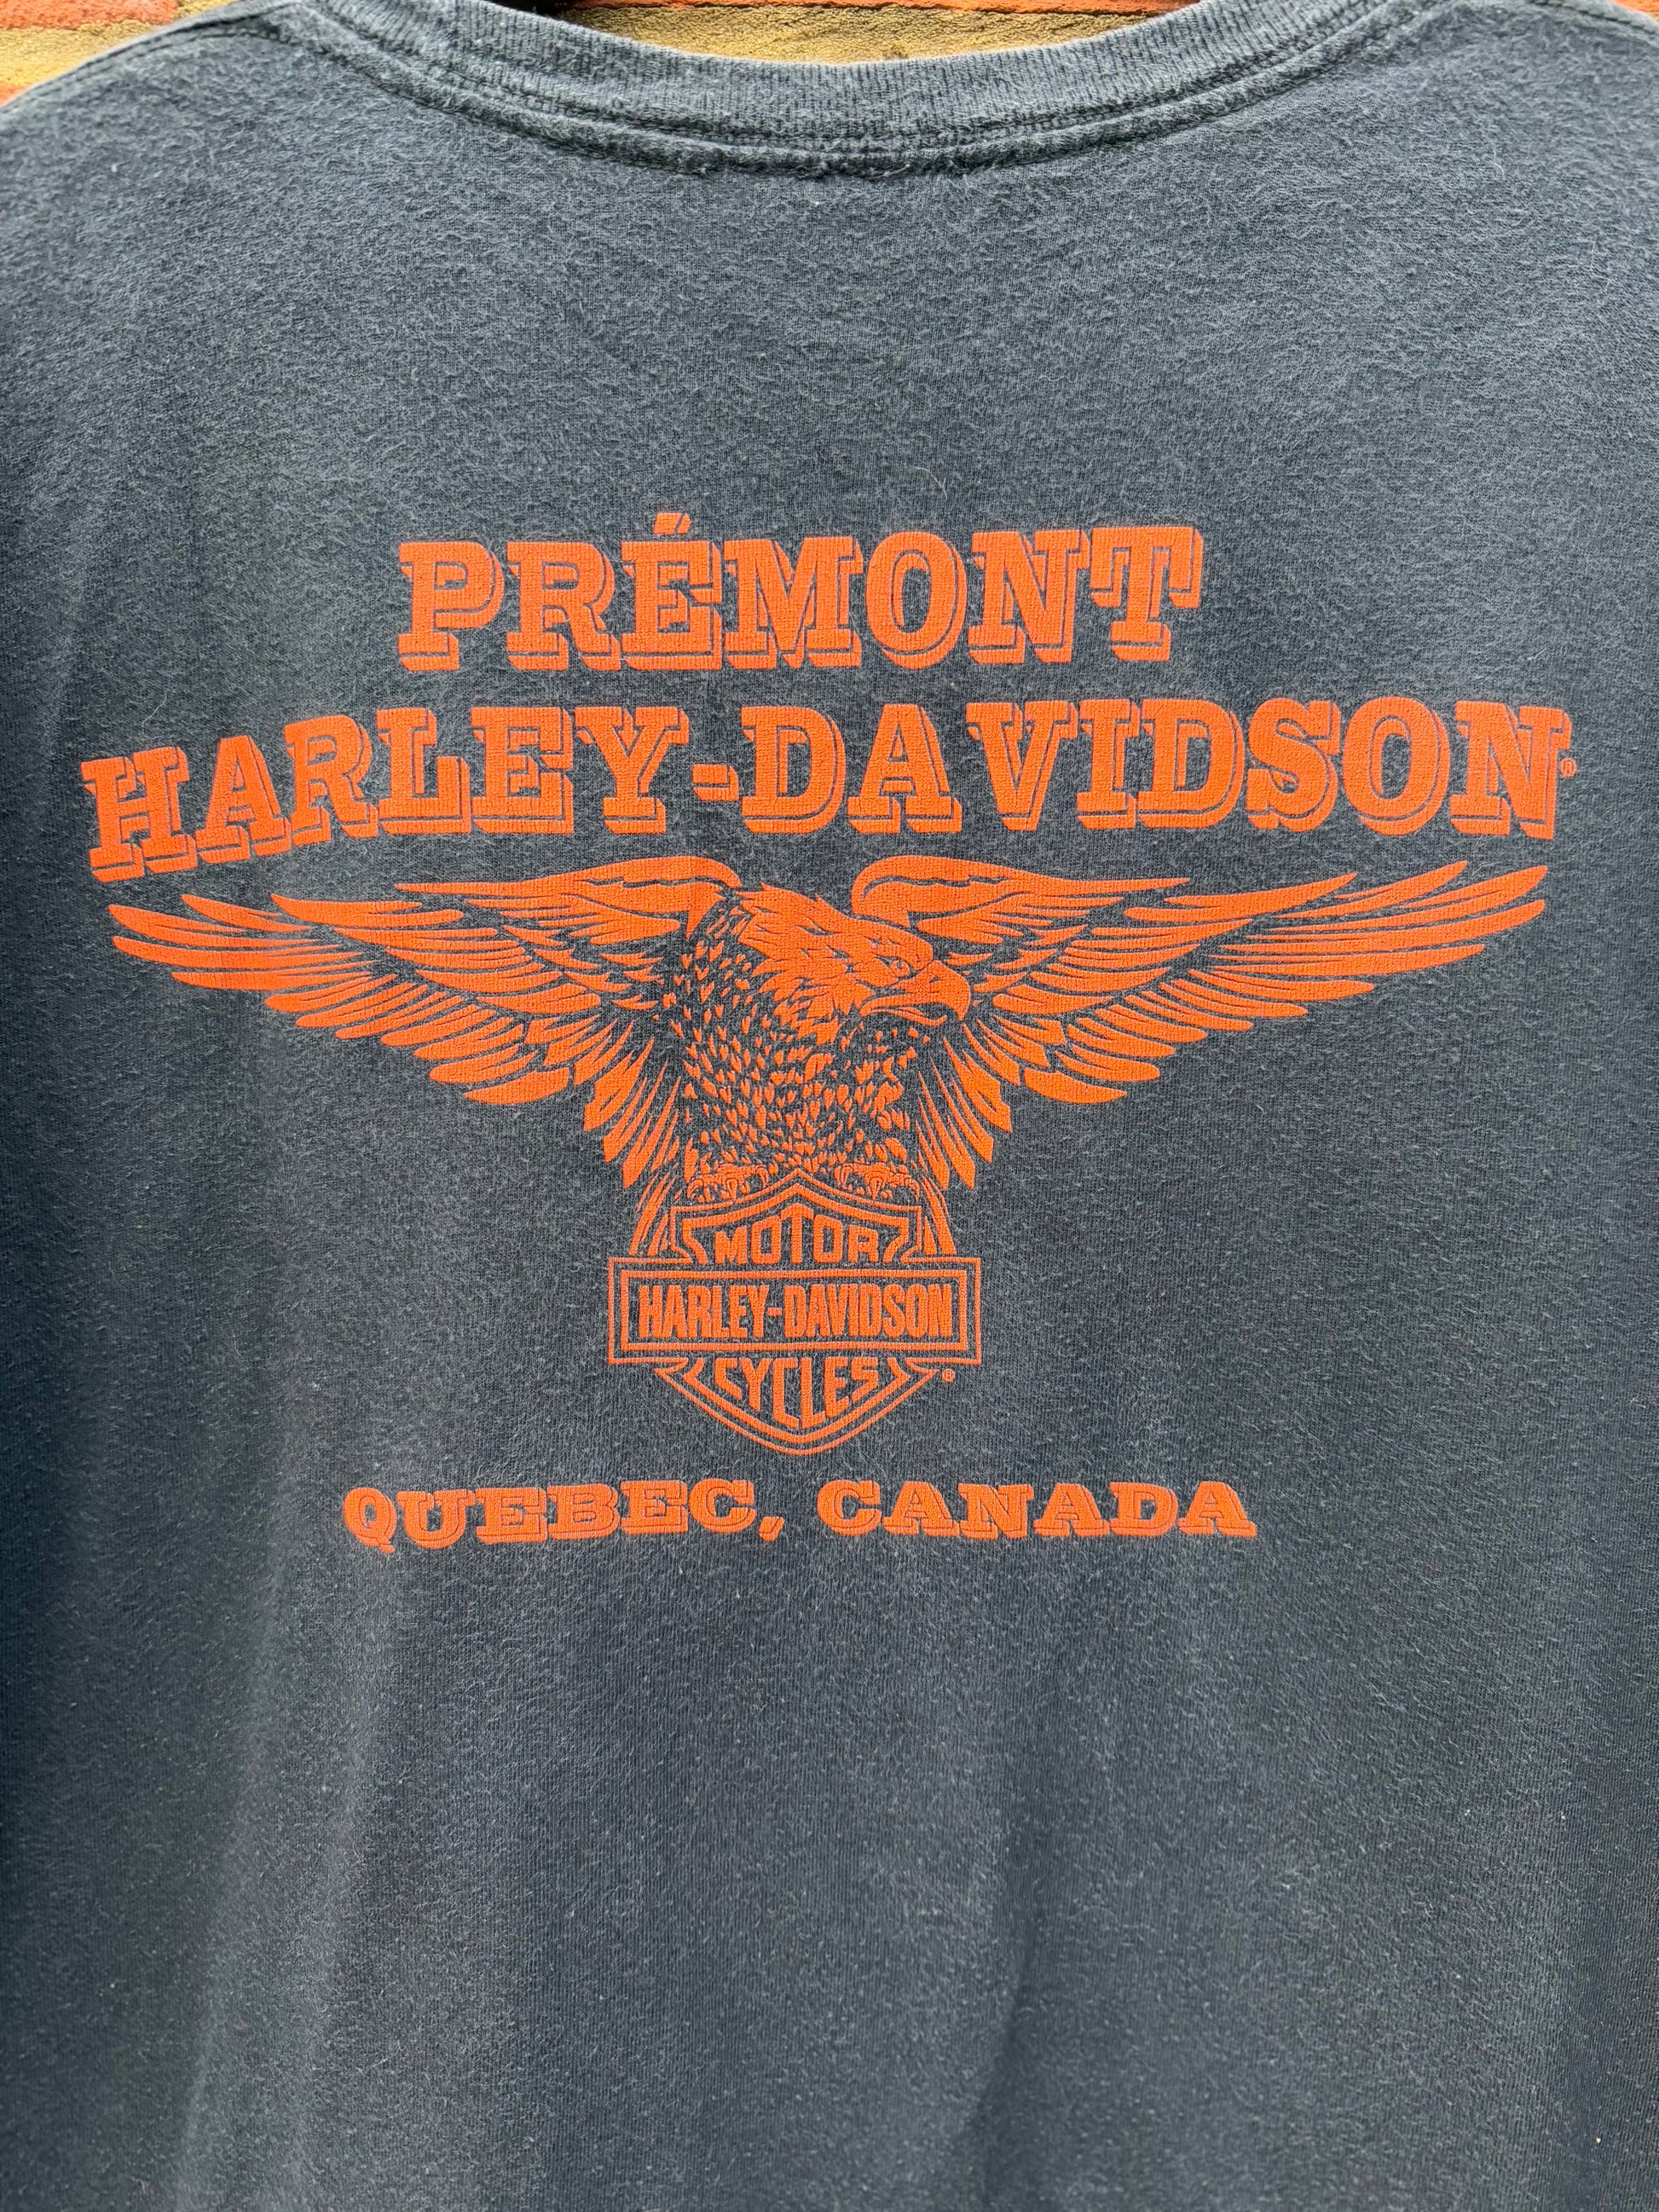 PRÉMONT
HARLEY-DAVIDSON®
MOTOR
HARLEY-DAVIDSON
CYCLES®
QUEBEC, CANADA